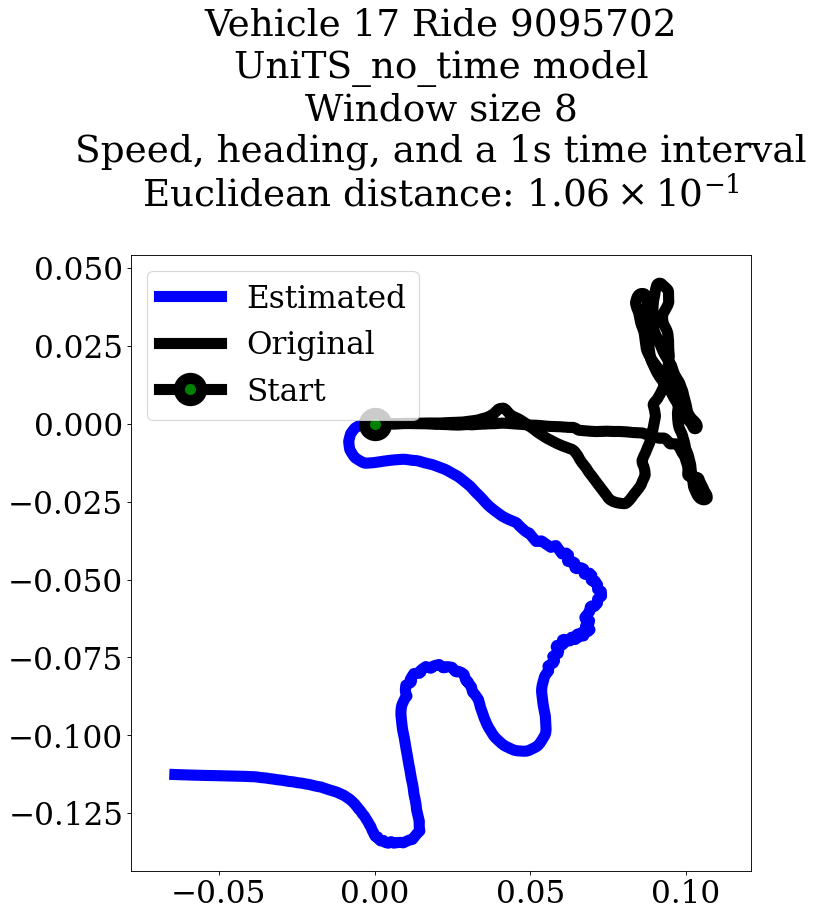 Vehicle 17 Ride 9095702
UniTS_no_time model
Window size 8
Speed, heading, and a 1s time interval
Euclidean distance: 1.06 × 10⁻¹
0.050
0.025
0.000
−0.025
−0.050
−0.075
−0.100
−0.125
Estimated
Original
Start
−0.05
0.00
0.05
0.10